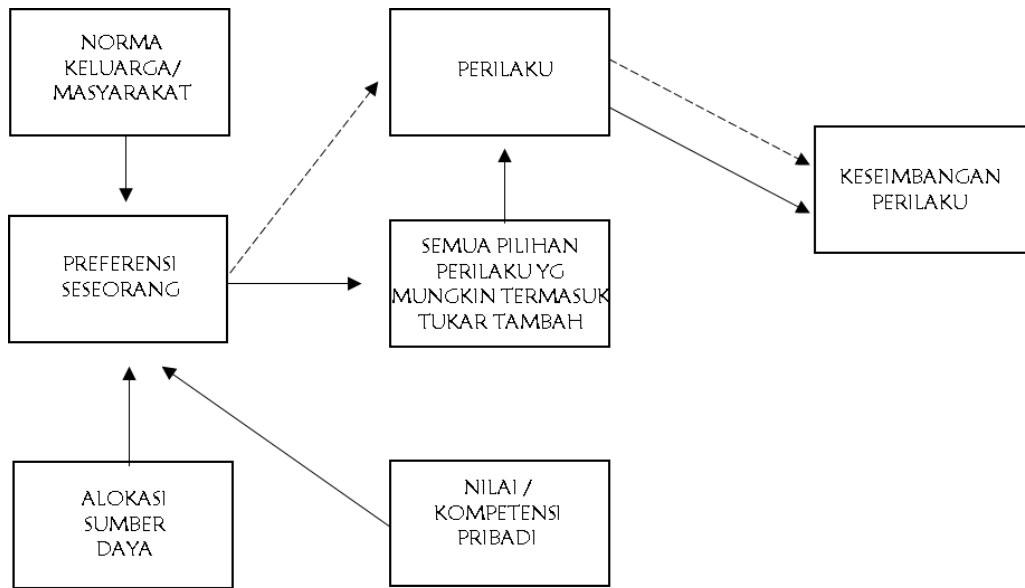 NORMA
KELUARGA/
MASYARAKAT
PERILAKU
KESEIMBANGAN
PERILAKU
PREFERENSI
SESEORANG
SEMUA PILIHAN
PERILAKU YG
MUNGKIN TERMASUK
TUKAR TAMBAH
ALOKASI
SUMBER
DAYA
NILAI /
KOMPETENSI
PRIBADI